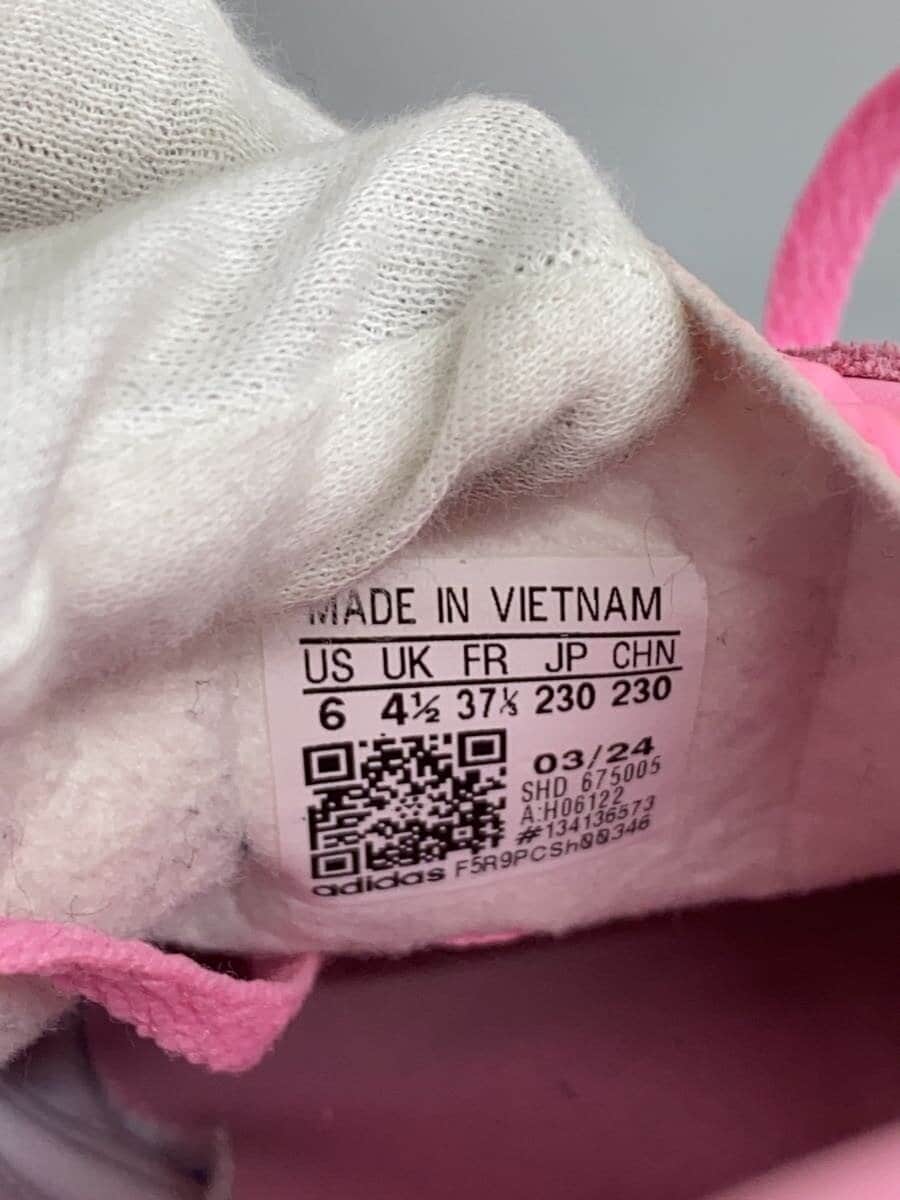 MADE IN VIETNAM
US UK FR JP CHN
6 4½ 37⅓ 230 230
03/24
SHD 675005
A:H06122
#134136573
adidas F5R9PCSh00346